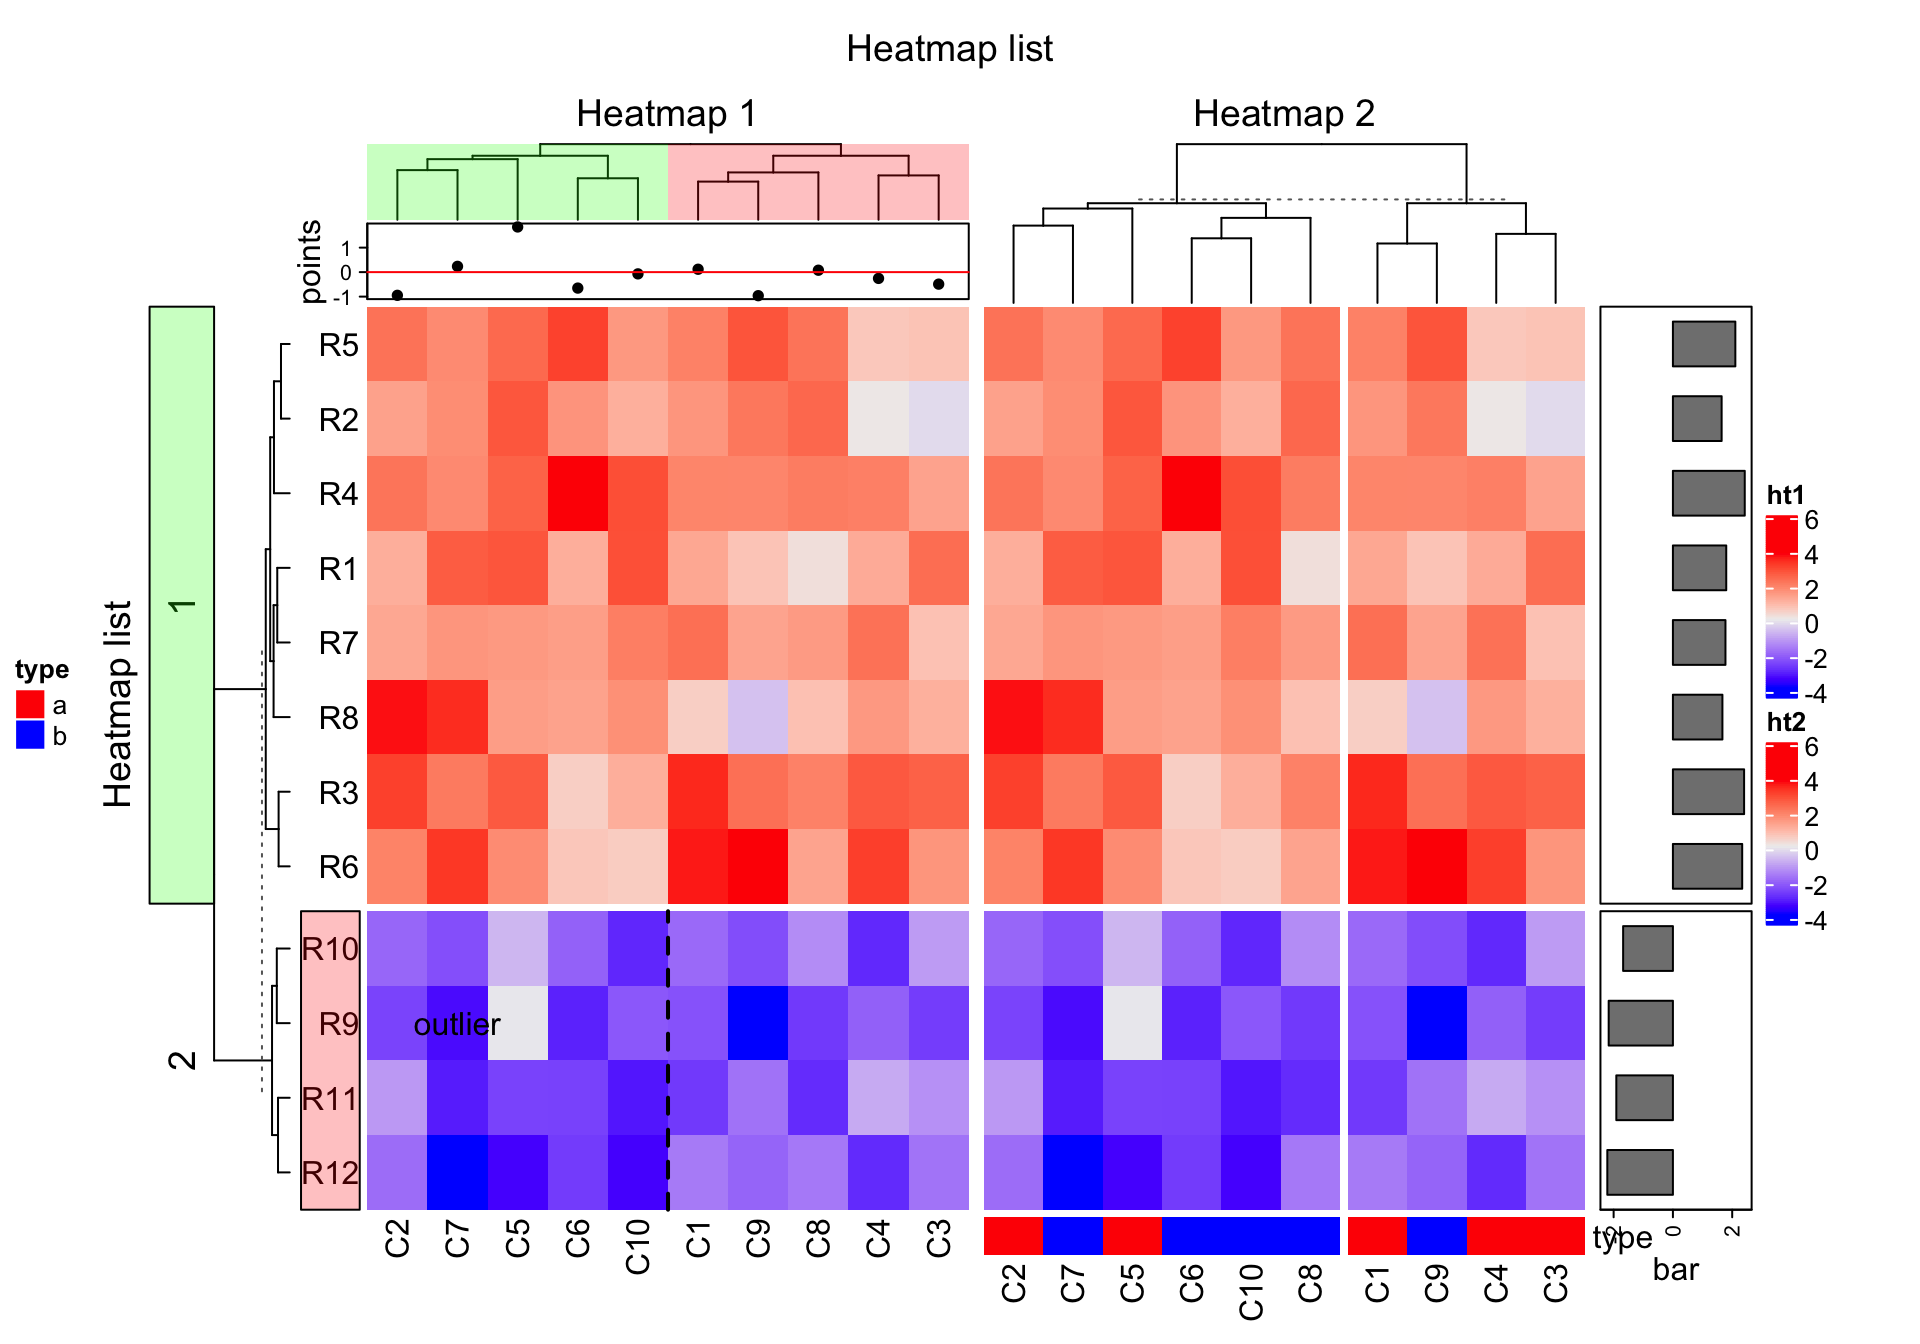 Heatmap list
Heatmap 1
Heatmap 2
points
1
0
-1
Heatmap list
1
2
type
a
b
R5
R2
R4
R1
R7
R8
R3
R6
R10
R9
R11
R12
outlier
C2 C7 C5 C6 C10 C1 C9 C8 C4 C3
C2 C7 C5 C6 C10 C8 C1 C9 C4 C3
type
-2 0 2
bar
ht1
6
4
2
0
-2
-4
ht2
6
4
2
0
-2
-4